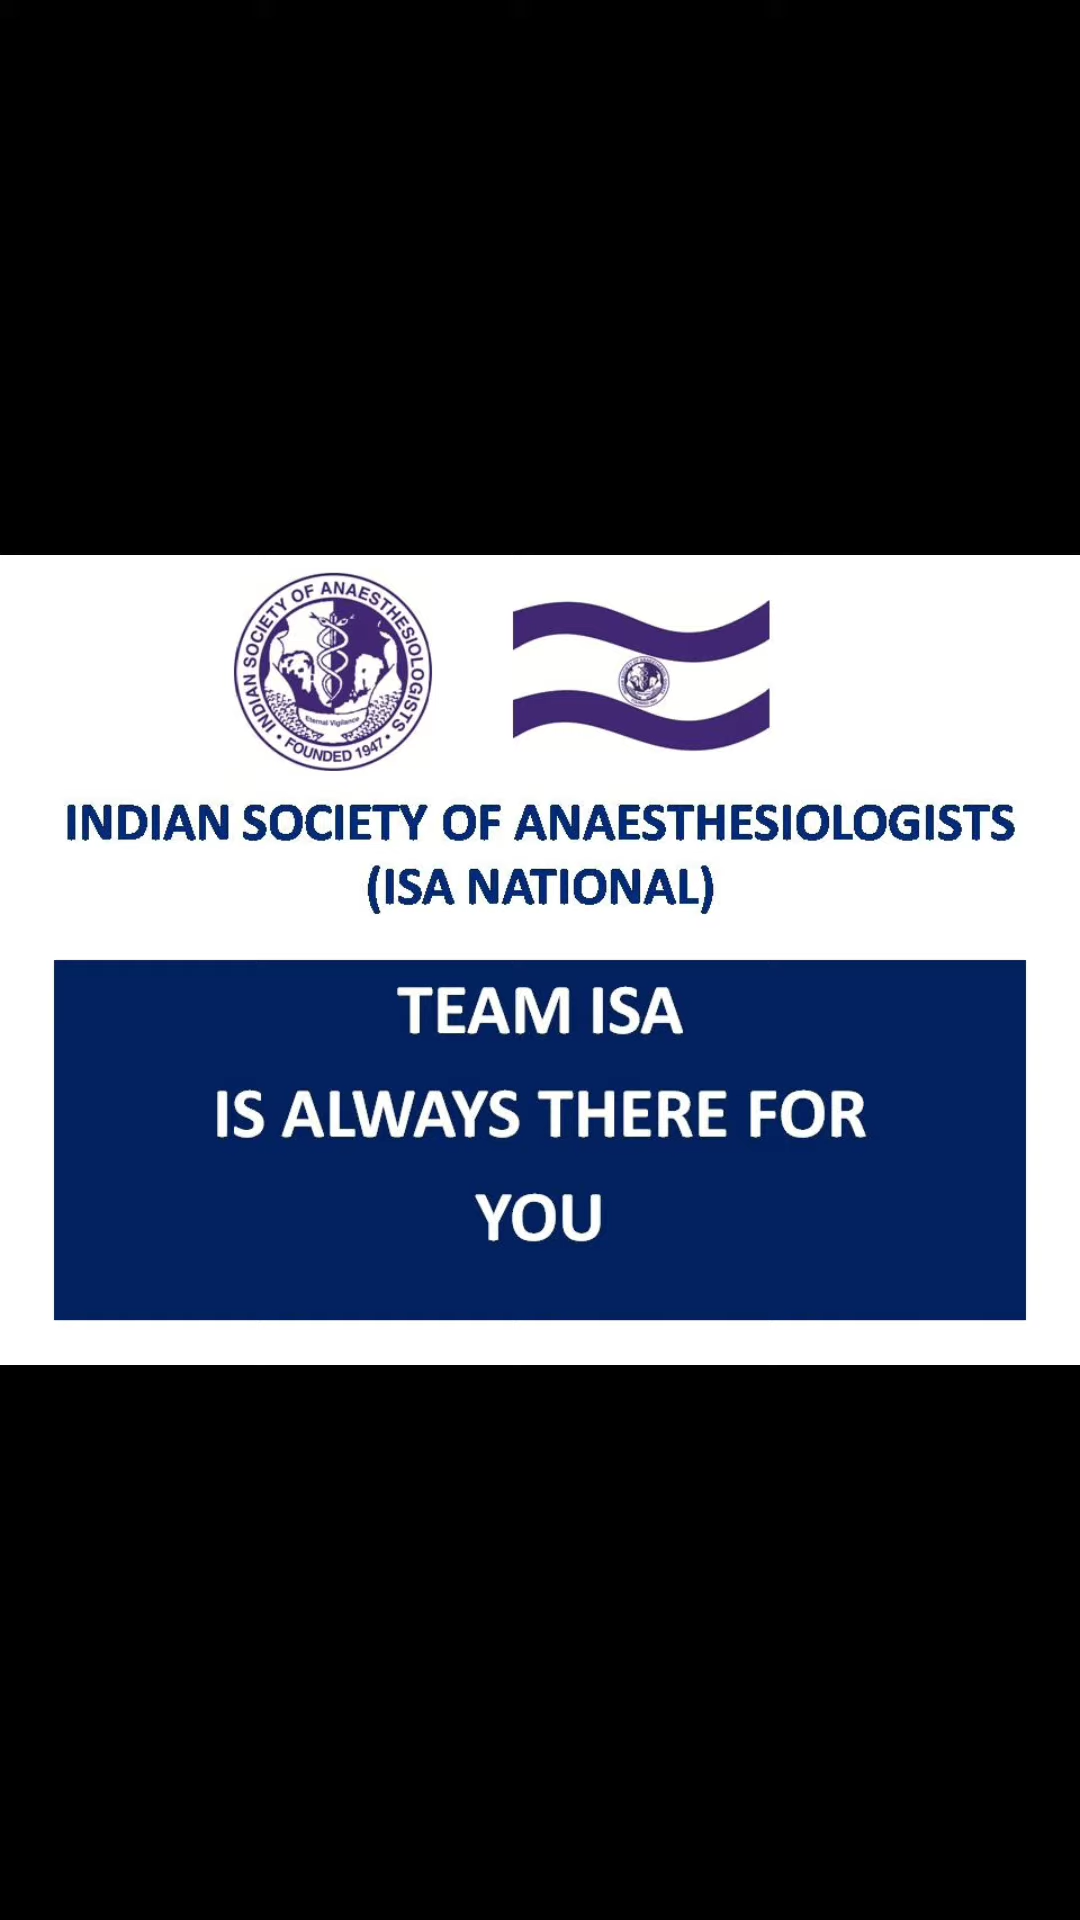 INDIAN SOCIETY OF ANAESTHESIOLOGISTS
Eternal Vigilance
• FOUNDED 1947 •
INDIAN SOCIETY OF ANAESTHESIOLOGISTS
(ISA NATIONAL)
TEAM ISA
IS ALWAYS THERE FOR
YOU